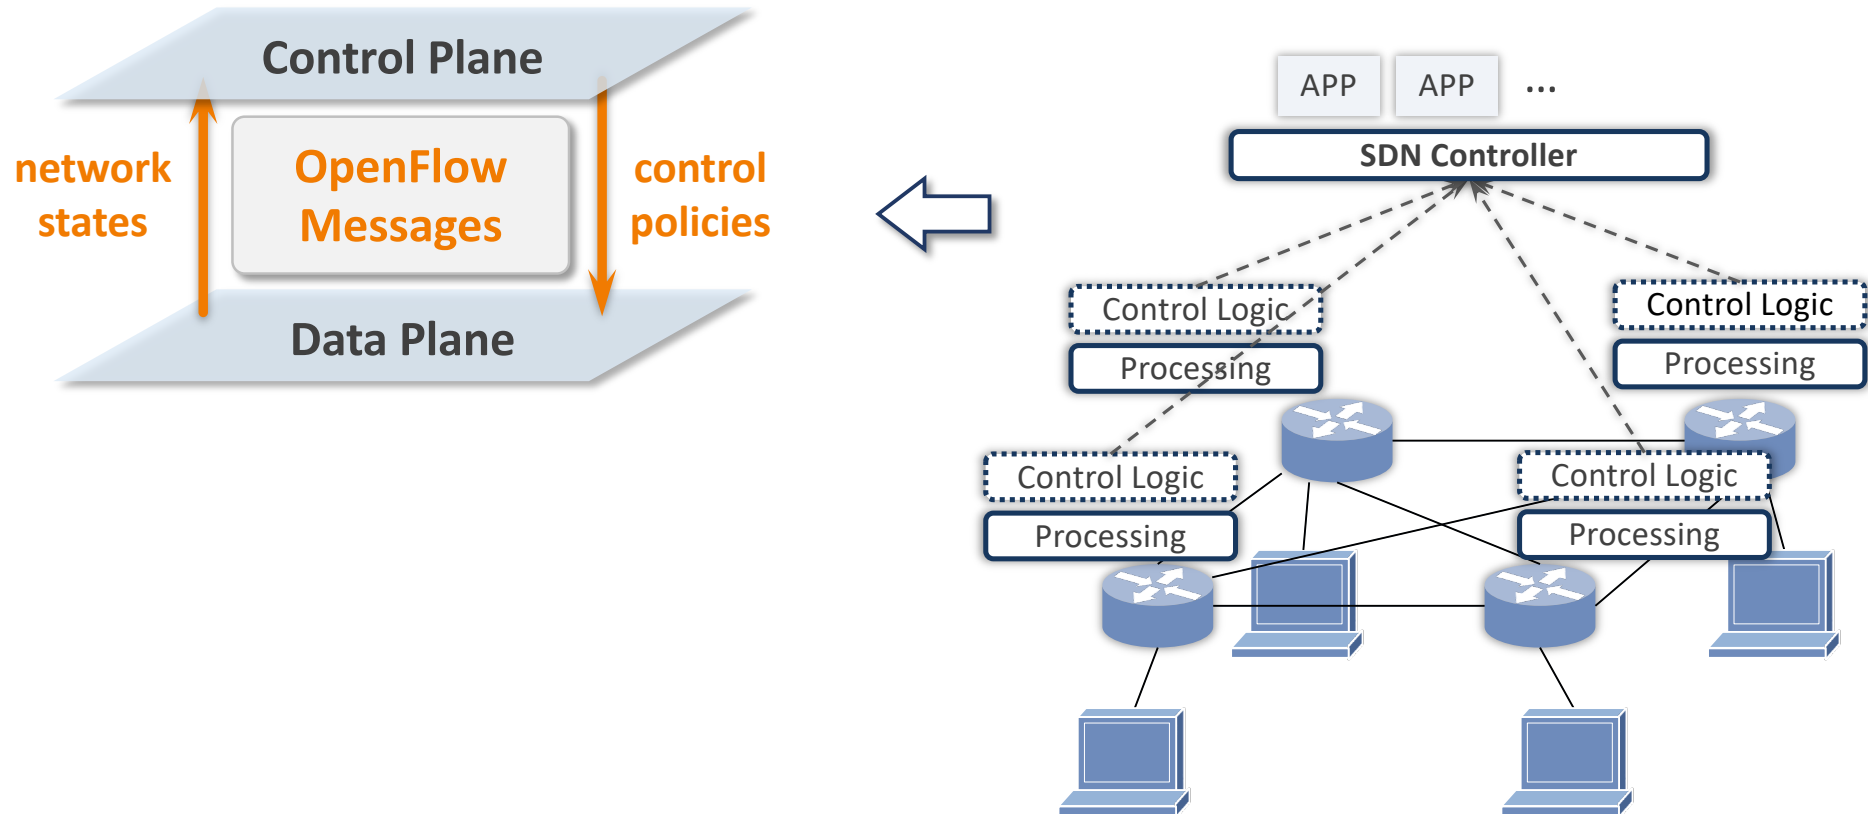 Control Plane
network
states
OpenFlow
Messages
control
policies
Data Plane
APP
APP
...
SDN Controller
Control Logic
Processing
Control Logic
Processing
Control Logic
Processing
Control Logic
Processing